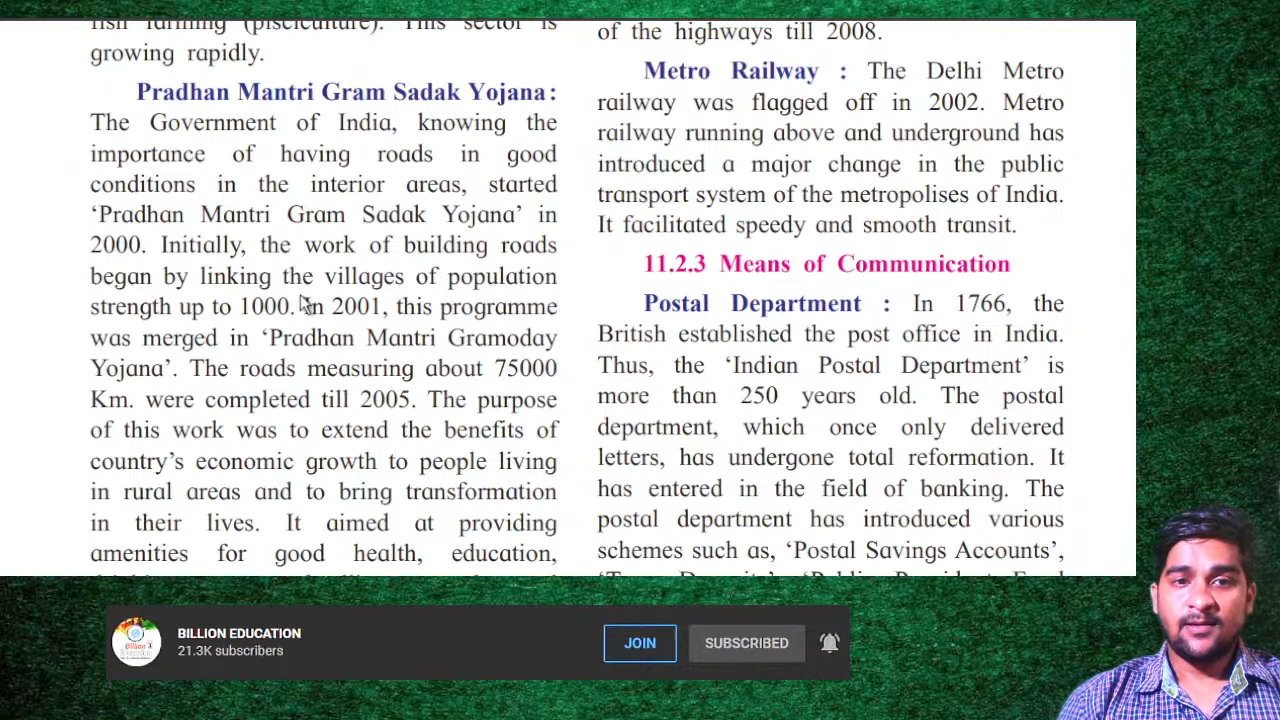 fish farming (pisciculture). This sector is
growing rapidly.
Pradhan Mantri Gram Sadak Yojana :
The Government of India, knowing the
importance of having roads in good
conditions in the interior areas, started
‘Pradhan Mantri Gram Sadak Yojana’ in
2000. Initially, the work of building roads
began by linking the villages of population
strength up to 1000. In 2001, this programme
was merged in ‘Pradhan Mantri Gramoday
Yojana’. The roads measuring about 75000
Km. were completed till 2005. The purpose
of this work was to extend the benefits of
country’s economic growth to people living
in rural areas and to bring transformation
in their lives. It aimed at providing
amenities for good health, education,
of the highways till 2008.
Metro Railway : The Delhi Metro
railway was flagged off in 2002. Metro
railway running above and underground has
introduced a major change in the public
transport system of the metropolises of India.
It facilitated speedy and smooth transit.
11.2.3 Means of Communication
Postal Department : In 1766, the
British established the post office in India.
Thus, the ‘Indian Postal Department’ is
more than 250 years old. The postal
department, which once only delivered
letters, has undergone total reformation. It
has entered in the field of banking. The
postal department has introduced various
schemes such as, ‘Postal Savings Accounts’,
BILLION EDUCATION
21.3K subscribers
JOIN
SUBSCRIBED
Billion